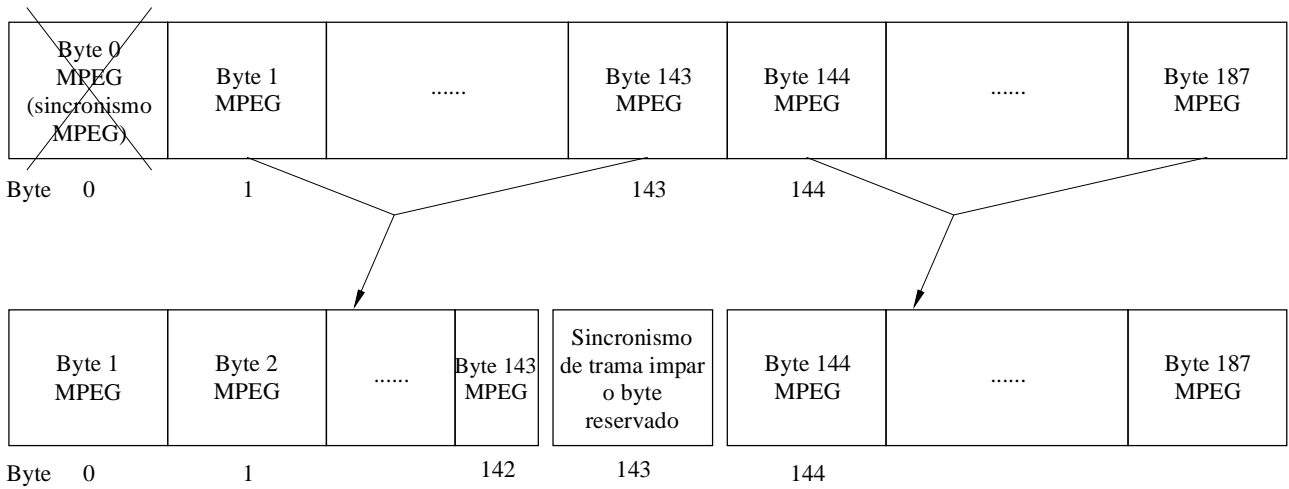 Byte 0
MPEG
(sincronismo
MPEG)
Byte 1
MPEG
......
Byte 143
MPEG
Byte 144
MPEG
......
Byte 187
MPEG
Byte 0 1 143 144
Byte 1
MPEG
Byte 2
MPEG
......
Byte 143
MPEG
Sincronismo
de trama impar
o byte
reservado
Byte 144
MPEG
......
Byte 187
MPEG
Byte 0 1 142 143 144